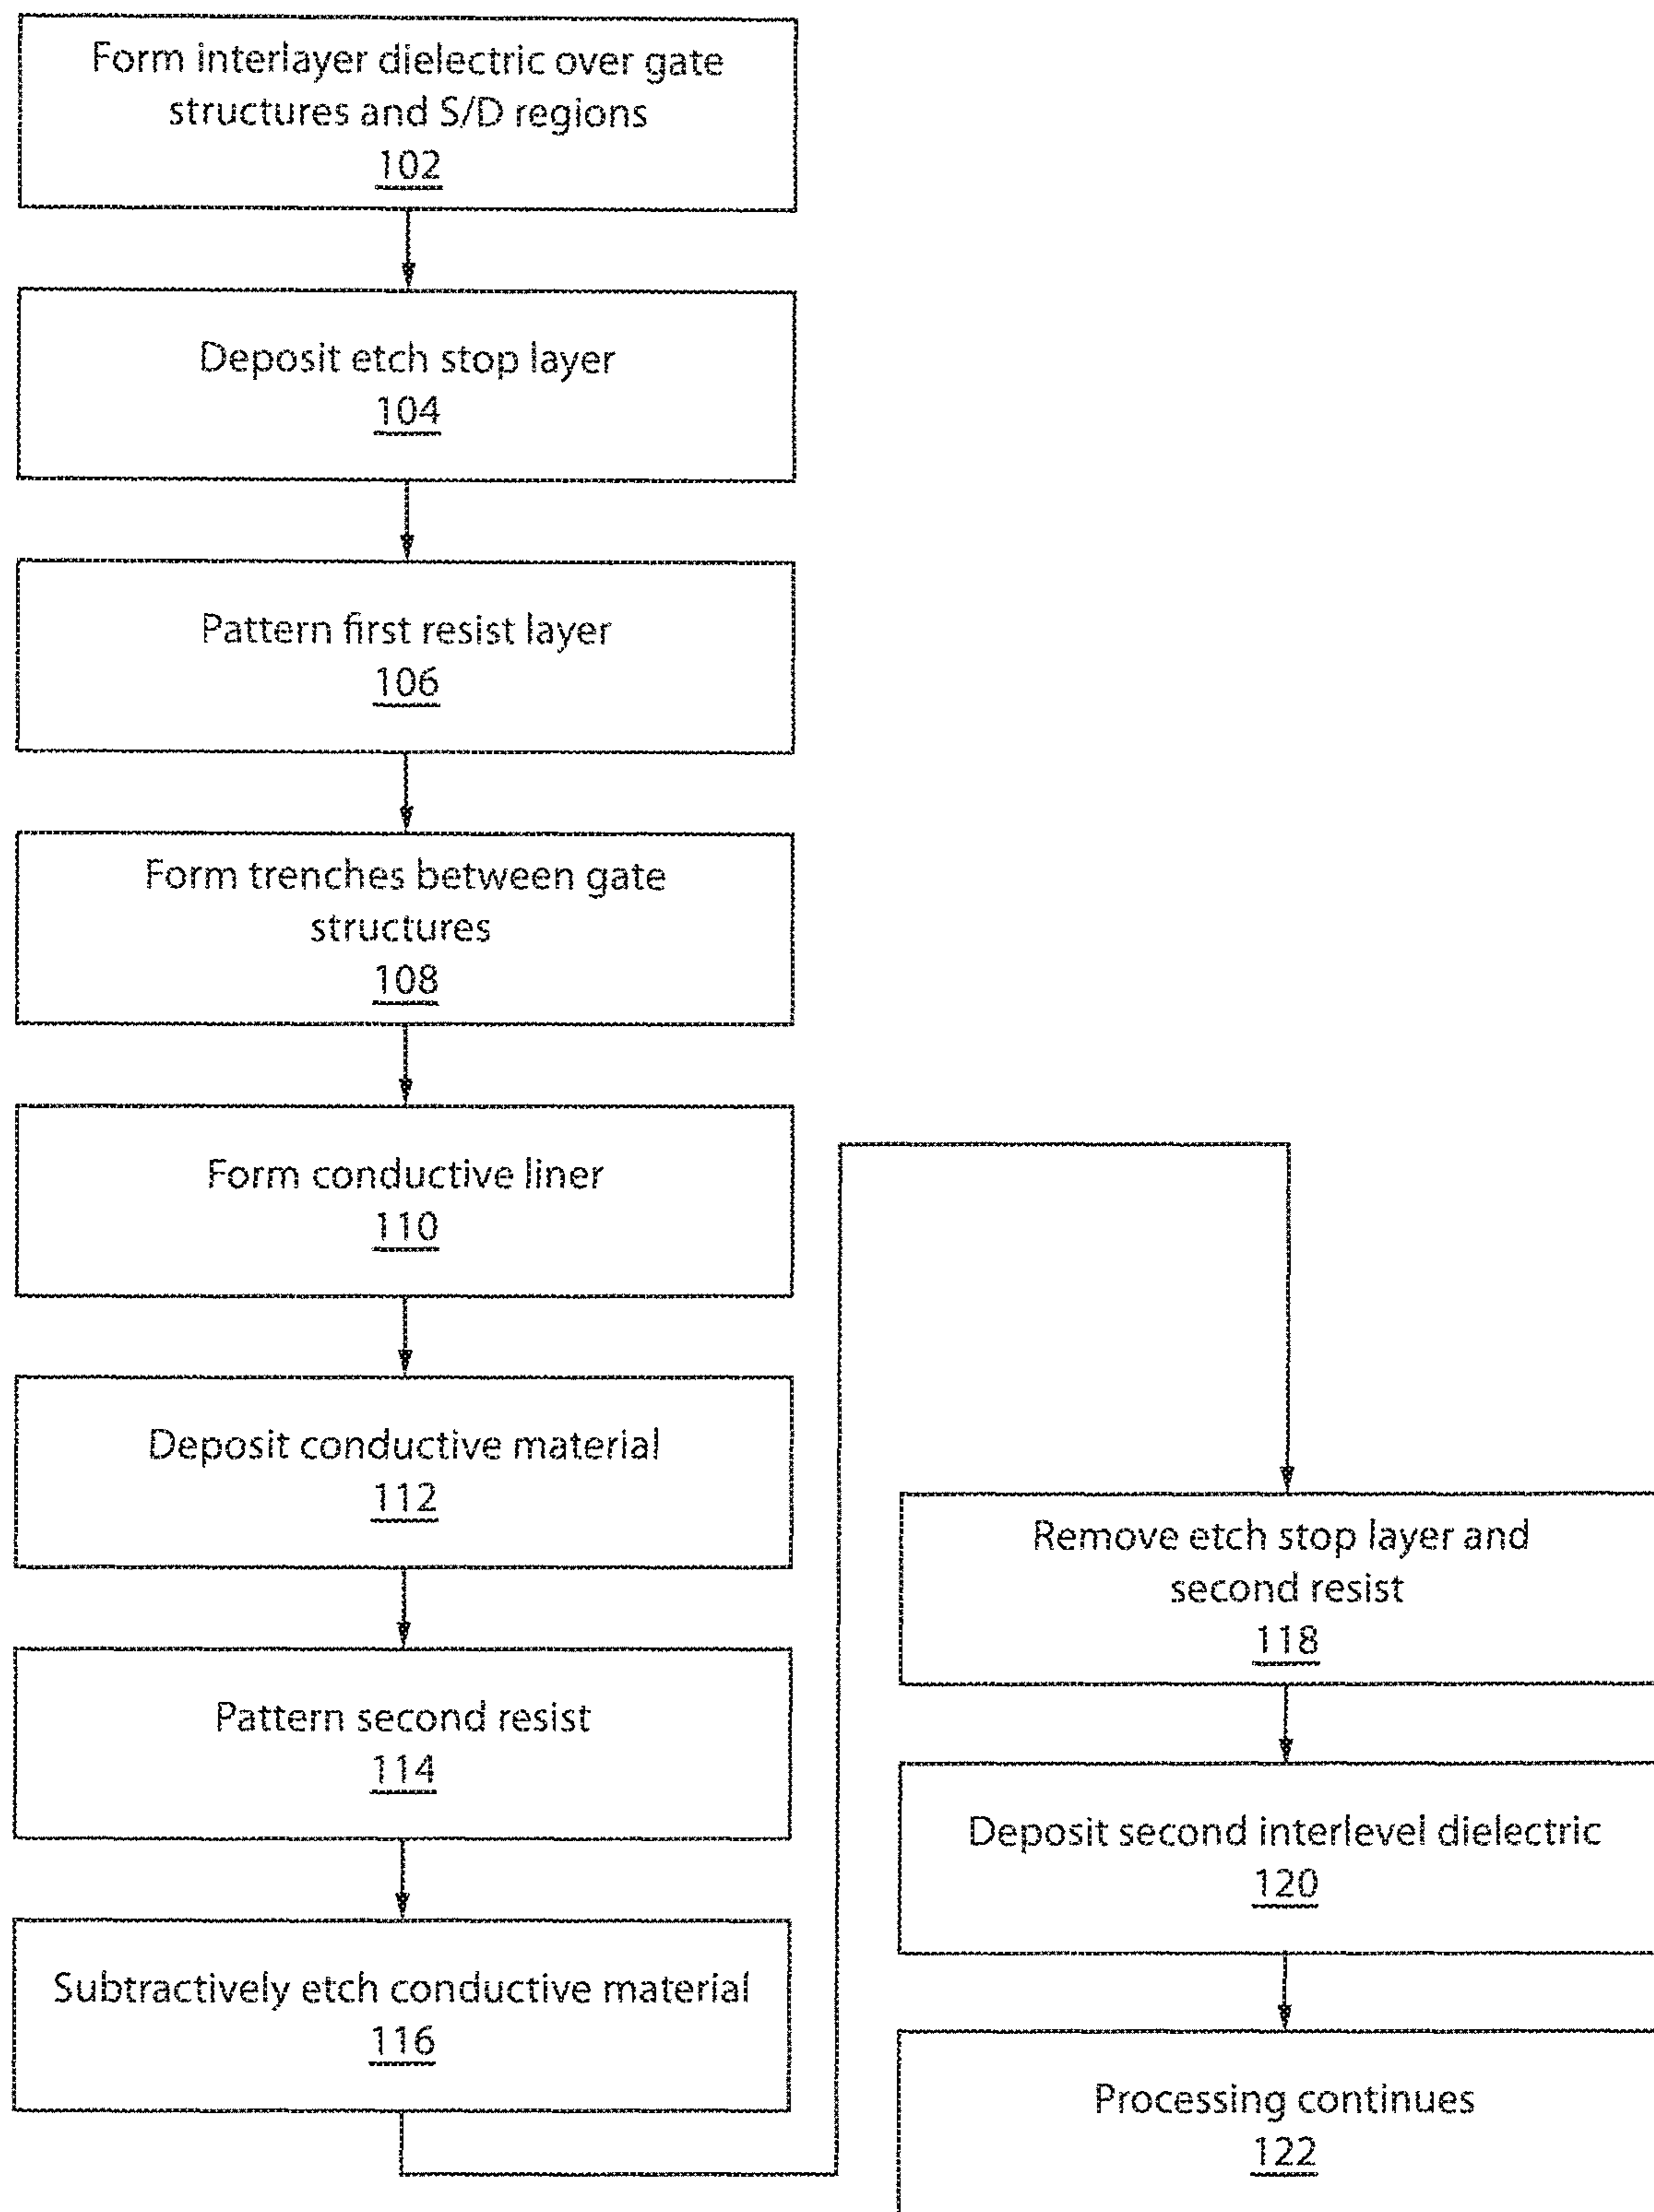 Form interlayer dielectric over gate
structures and S/D regions
102
Deposit etch stop layer
104
Pattern first resist layer
106
Form trenches between gate
structures
108
Form conductive liner
110
Deposit conductive material
112
Pattern second resist
114
Subtractively etch conductive material
116
Remove etch stop layer and
second resist
118
Deposit second interlevel dielectric
120
Processing continues
122